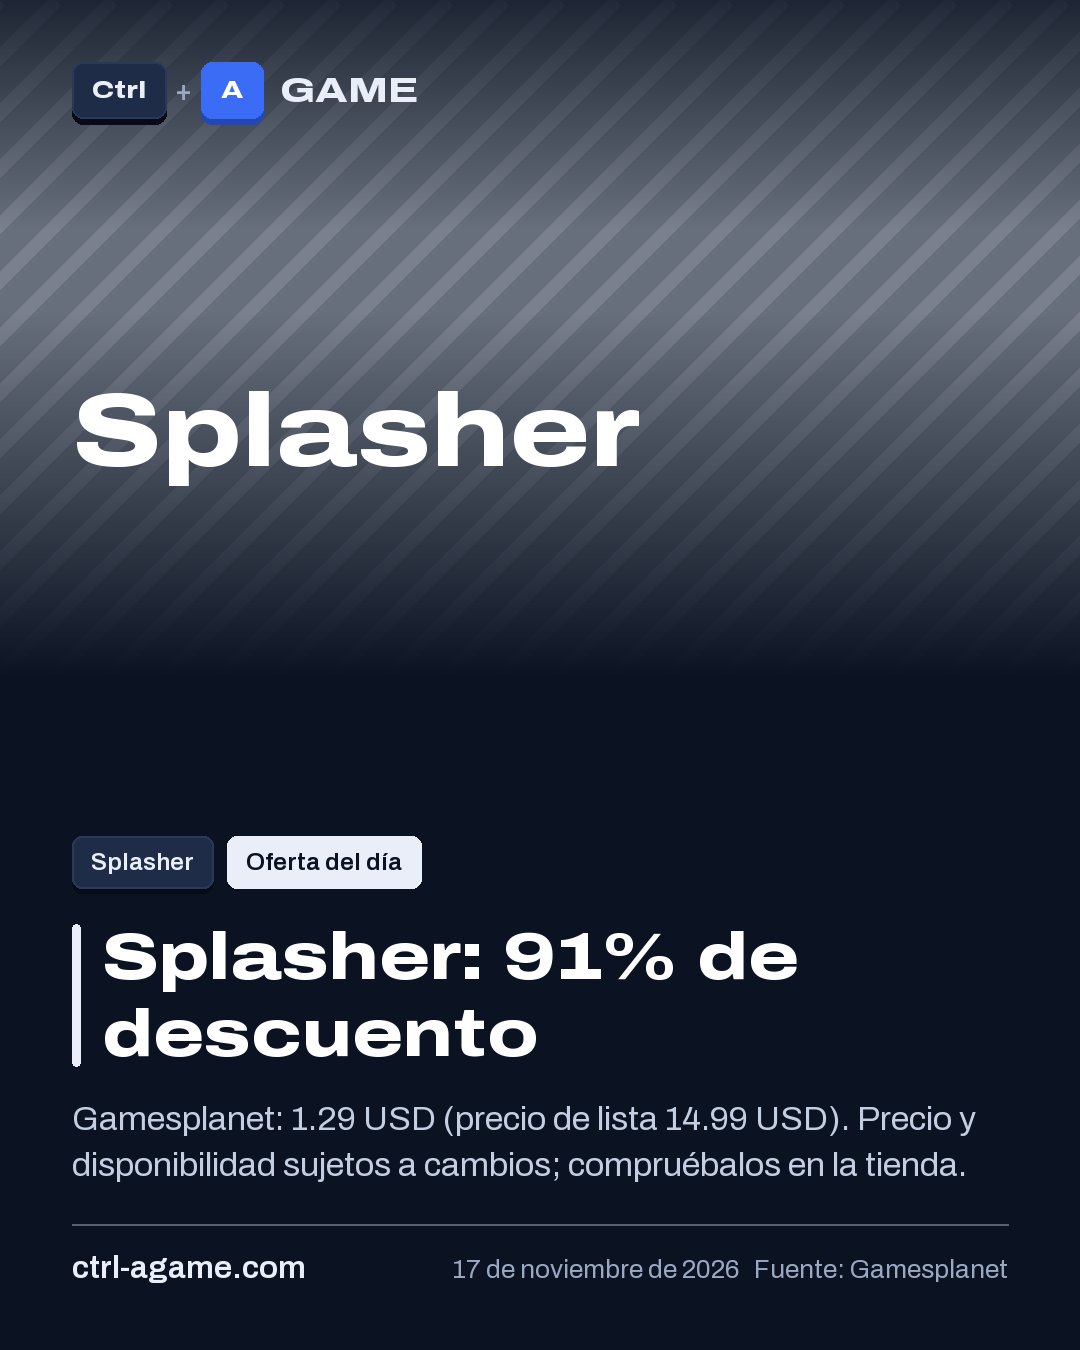 Ctrl + A GAME
Splasher
Splasher Oferta del día
Splasher: 91% de
descuento
Gamesplanet: 1.29 USD (precio de lista 14.99 USD). Precio y
disponibilidad sujetos a cambios; compruébalos en la tienda.
ctrl-agame.com 17 de noviembre de 2026 Fuente: Gamesplanet